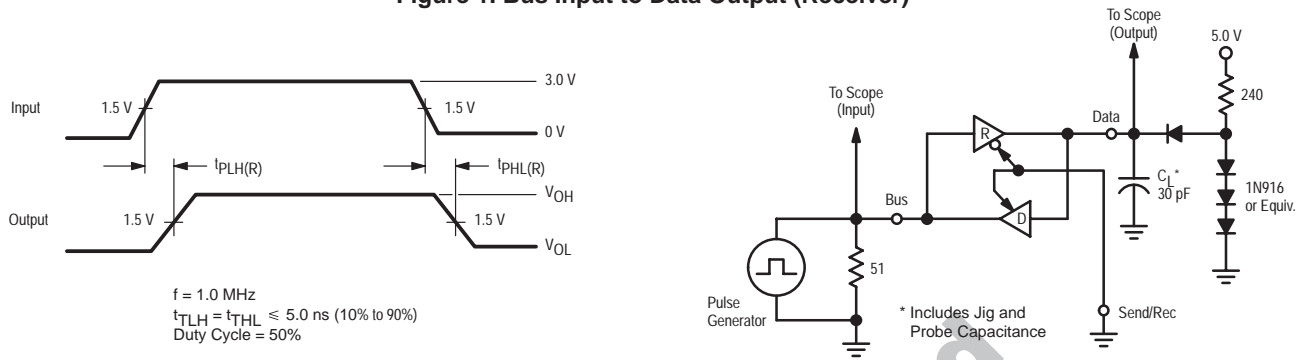 Figure 1. Bus Input to Data Output (Receiver)
Input
1.5 V
1.5 V
3.0 V
0 V
tPLH(R)
tPHL(R)
Output
1.5 V
1.5 V
VOH
VOL
f = 1.0 MHz
tTLH = tTHL ≤ 5.0 ns (10% to 90%)
Duty Cycle = 50%
To Scope
(Output)
5.0 V
240
To Scope
(Input)
Data
R
CL*
30 pF
1N916
or Equiv.
Bus
D
51
Pulse
Generator
* Includes Jig and
Probe Capacitance
Send/Rec